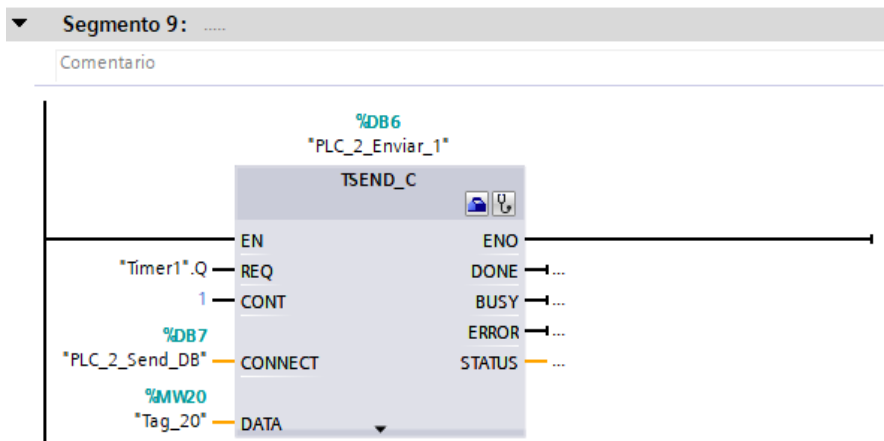 Segmento 9: .....
Comentario
%DB6
"PLC_2_Enviar_1"
TSEND_C
EN ENO
"Timer1".Q REQ DONE ...
1 CONT BUSY ...
%DB7 ERROR ...
"PLC_2_Send_DB" CONNECT STATUS ...
%MW20
"Tag_20" DATA